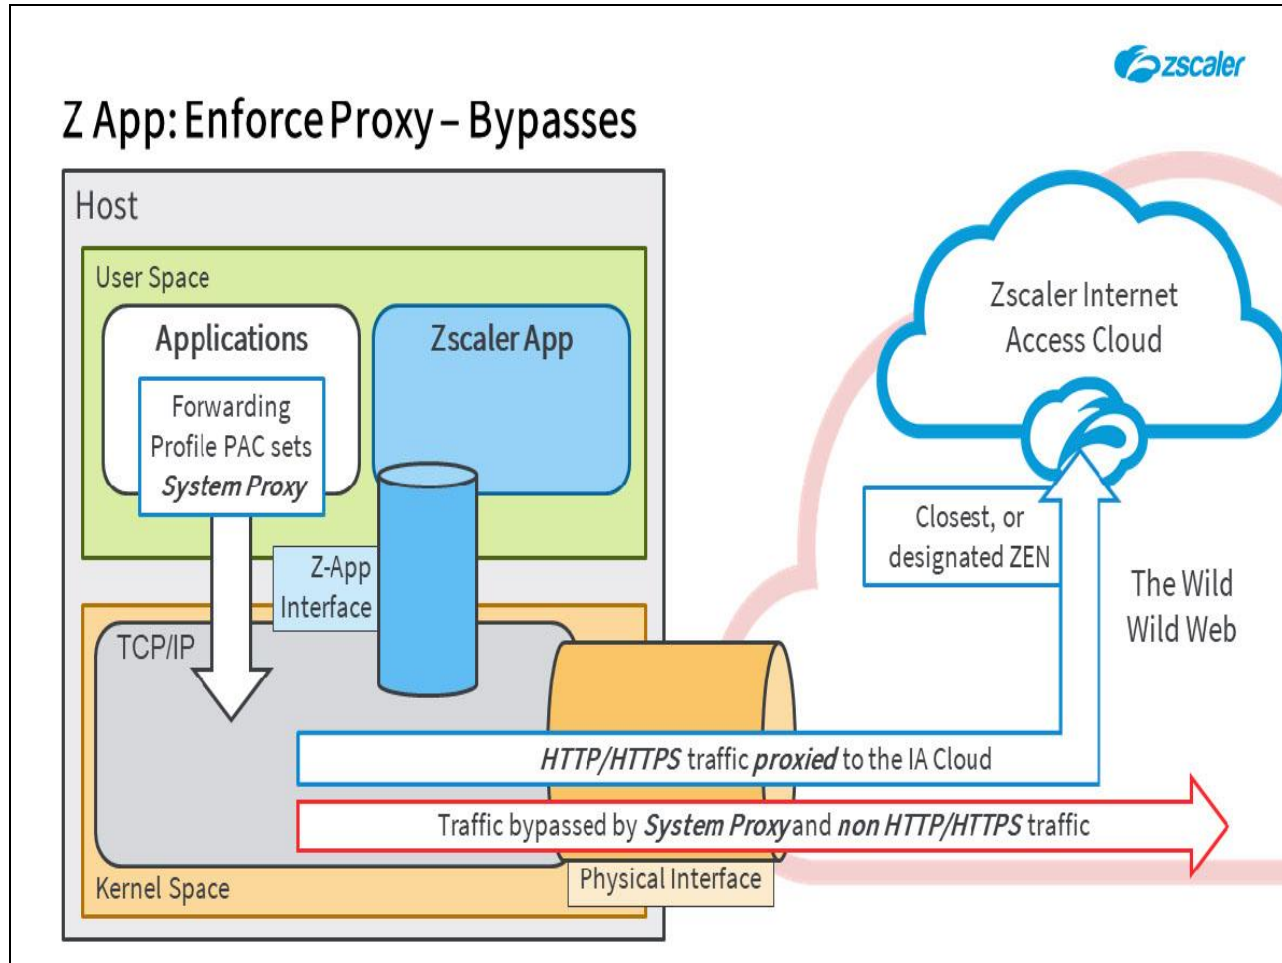 zscaler
Z App: Enforce Proxy – Bypasses
Host
User Space
Applications
Forwarding
Profile PAC sets
System Proxy
Zscaler App
Z-App
Interface
TCP/IP
Kernel Space
Physical Interface
HTTP/HTTPS traffic proxied to the IA Cloud
Traffic bypassed by System Proxy and non HTTP/HTTPS traffic
Zscaler Internet
Access Cloud
Closest, or
designated ZEN
The Wild
Wild Web